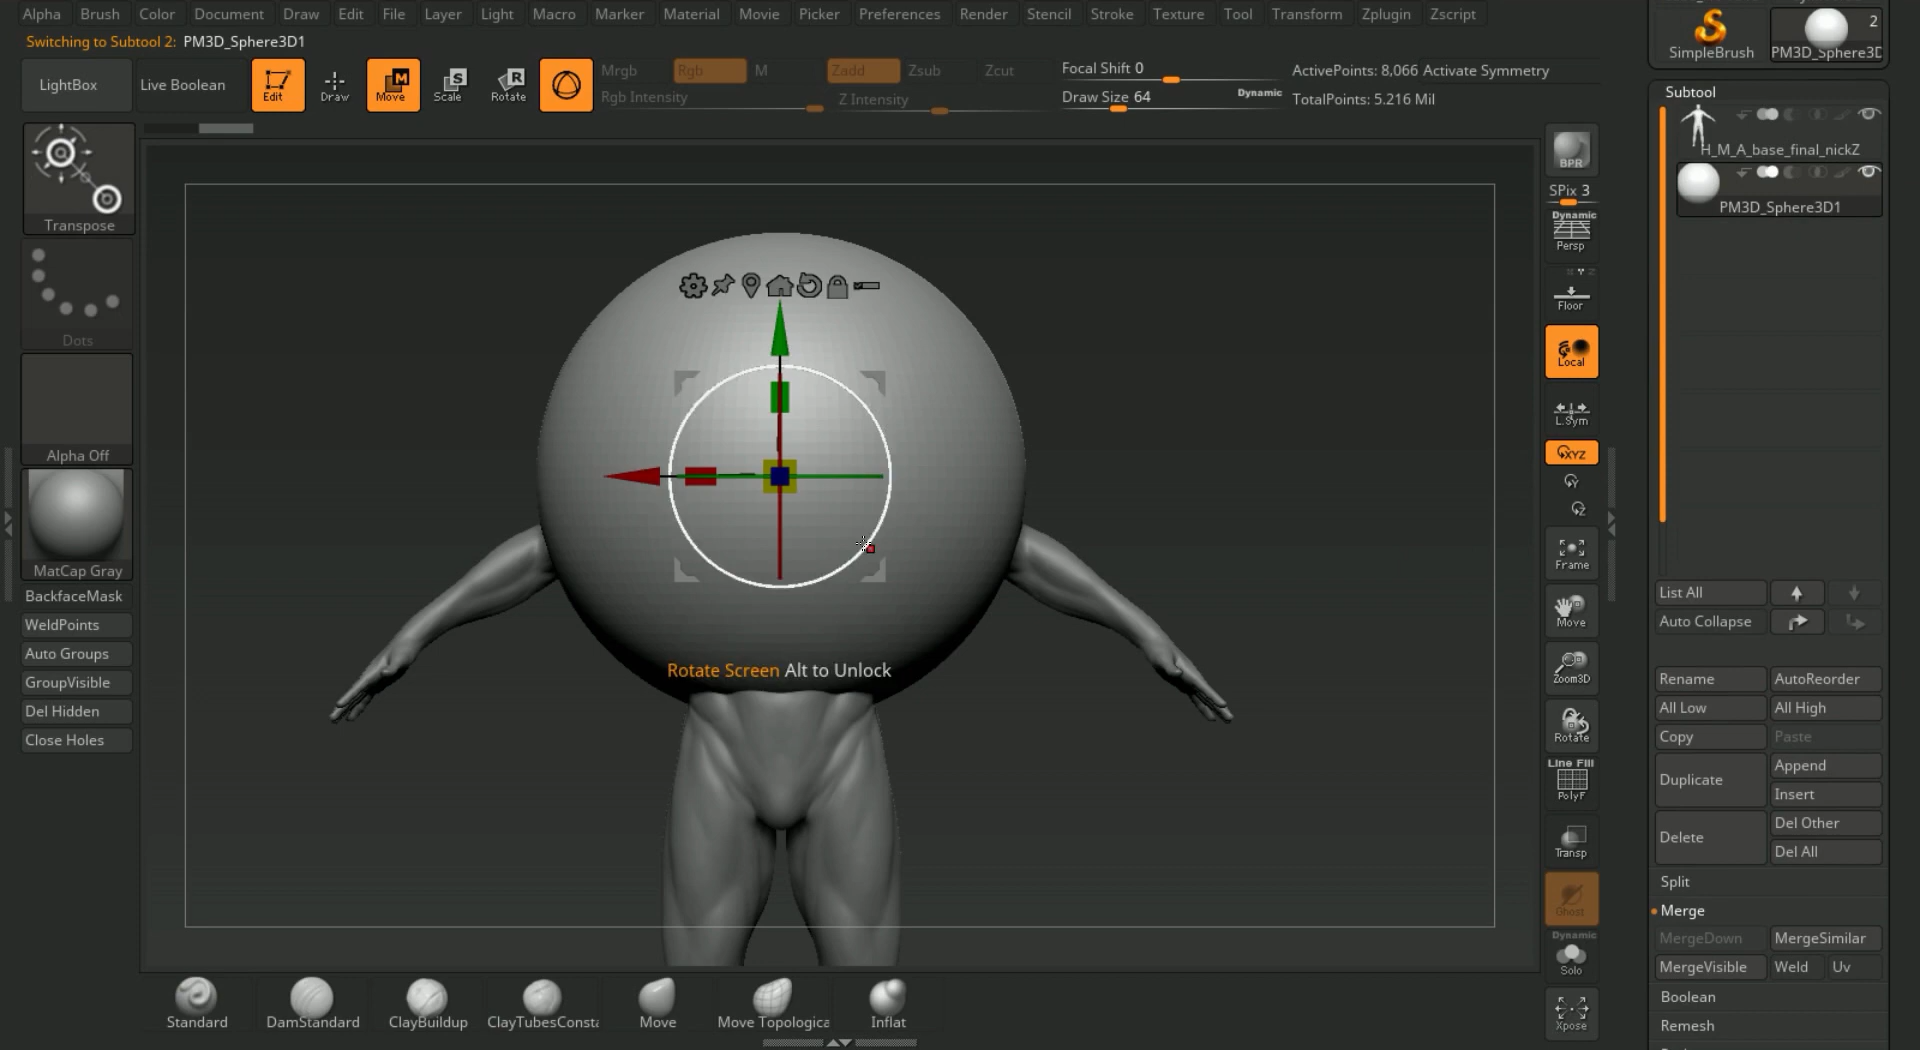 Alpha Brush Color Document Draw Edit File Layer Light Macro Marker Material Movie Picker Preferences Render Stencil Stroke Texture Tool Transform Zplugin Zscript
Switching to Subtool 2: PM3D_Sphere3D1
LightBox
Live Boolean
Edit
Draw
Move
Scale
Rotate
M
S
R
Mrgb Rgb M Zadd Zsub Zcut
Rgb Intensity Z Intensity
Focal Shift 0
Draw Size 64 Dynamic
ActivePoints: 8,066 Activate Symmetry
TotalPoints: 5.216 Mil
Transpose
Dots
Alpha Off
MatCap Gray
BackfaceMask
WeldPoints
Auto Groups
GroupVisible
Del Hidden
Close Holes
Rotate Screen Alt to Unlock
BPR
SPix 3
Dynamic
Persp
Floor
Local
L.Sym
XYZ
Y
Z
Frame
Move
Zoom3D
Rotate
Line Fill
PolyF
Transp
Ghost
Dynamic
Solo
Xpose
SimpleBrush
2
PM3D_Sphere3D
Subtool
H_M_A_base_final_nickZ
PM3D_Sphere3D1
List All
Auto Collapse
Rename AutoReorder
All Low All High
Copy Paste
Duplicate Append
Insert
Delete Del Other
Del All
Split
Merge
MergeDown MergeSimilar
MergeVisible Weld Uv
Boolean
Remesh
Standard DamStandard ClayBuildup ClayTubesConsta Move Move Topologica Inflat